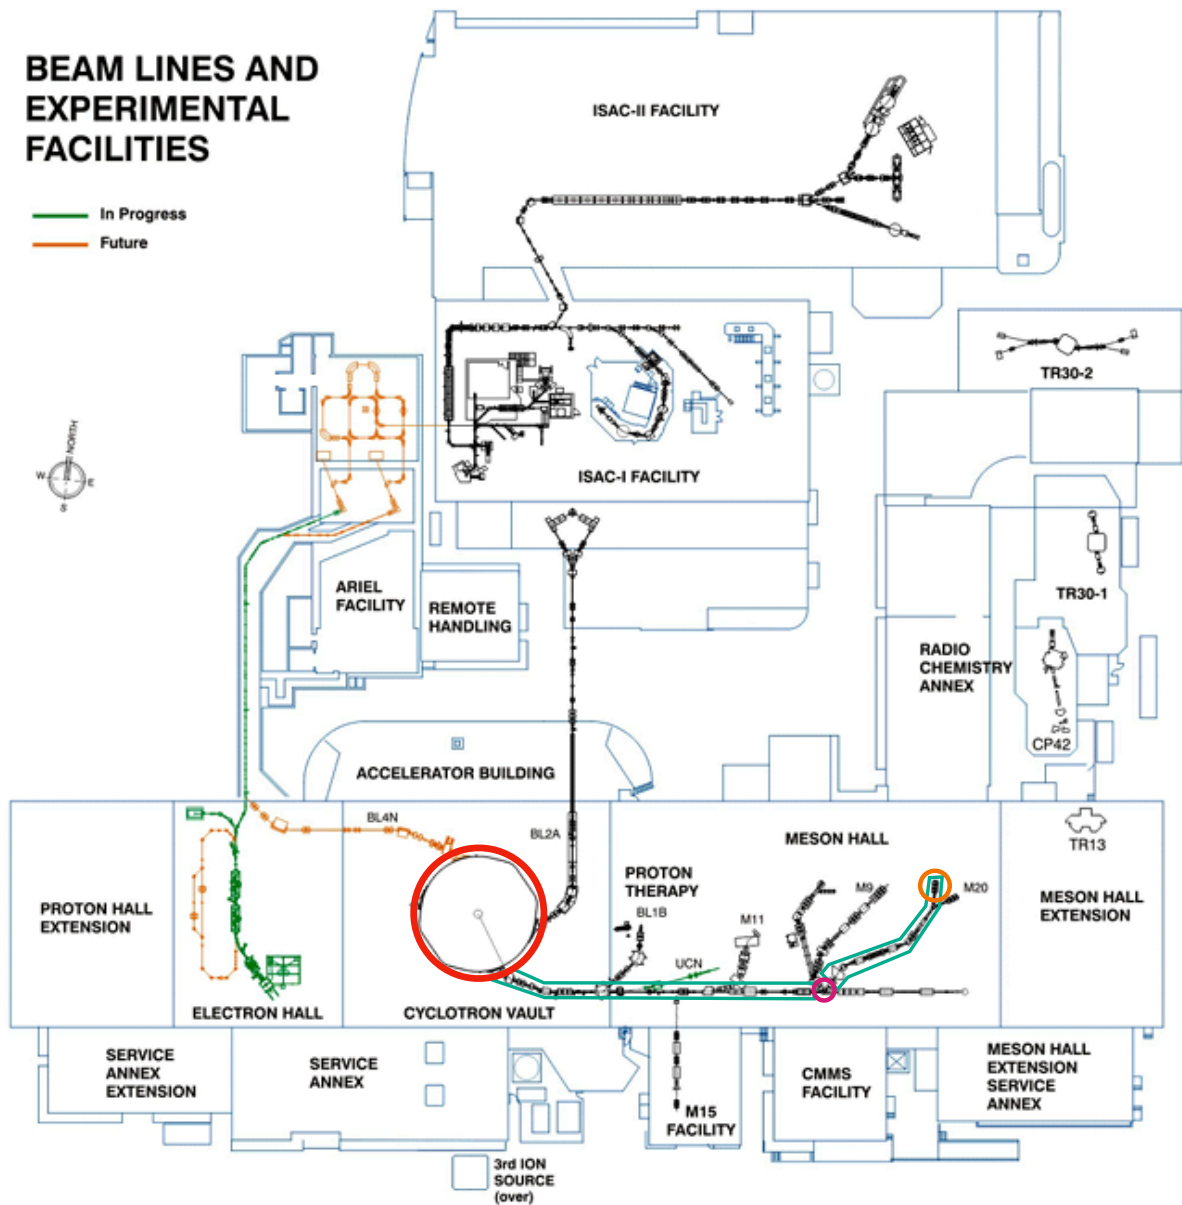 BEAM LINES AND
EXPERIMENTAL
FACILITIES
In Progress
Future
ISAC-II FACILITY
TR30-2
NORTH
W
E
S
ISAC-I FACILITY
ARIEL
FACILITY
REMOTE
HANDLING
TR30-1
RADIO
CHEMISTRY
ANNEX
CP42
ACCELERATOR BUILDING
BL4N
BL2A
MESON HALL
TR13
PROTON
THERAPY
BL1B
M9
M20
M11
UCN
PROTON HALL
EXTENSION
MESON HALL
EXTENSION
ELECTRON HALL
CYCLOTRON VAULT
SERVICE
ANNEX
EXTENSION
SERVICE
ANNEX
M15
FACILITY
CMMS
FACILITY
MESON HALL
EXTENSION
SERVICE
ANNEX
3rd ION
SOURCE
(over)